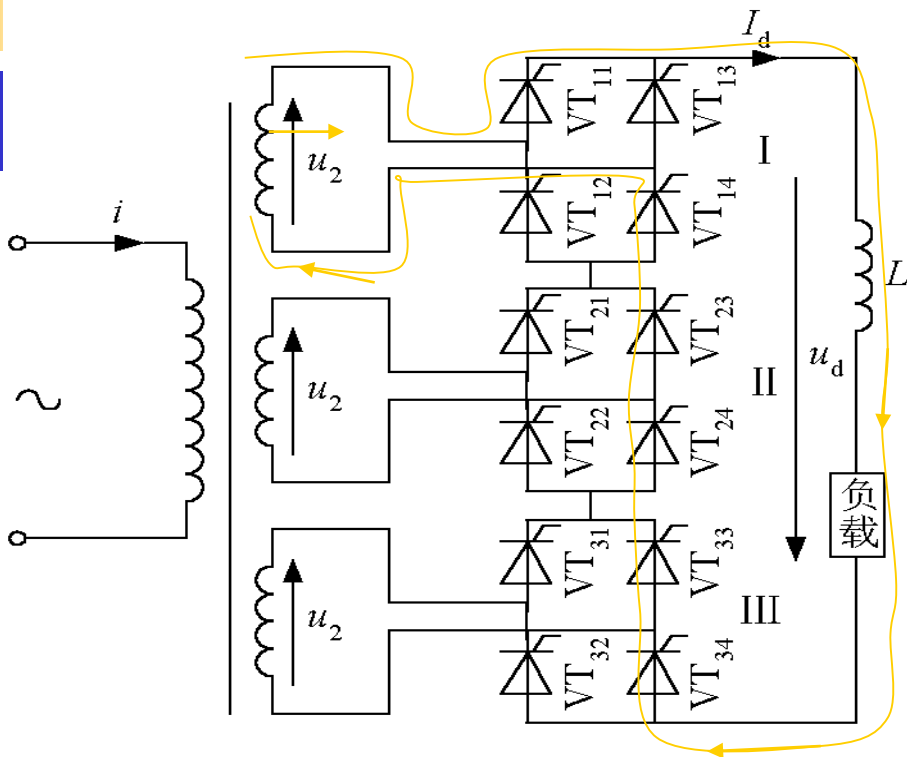 I_d
VT_11
VT_13
I
u_2
VT_12
VT_14
i
L
VT_21
VT_23
u_d
u_2
II
VT_22
VT_24
负载
VT_31
VT_33
u_2
III
VT_32
VT_34